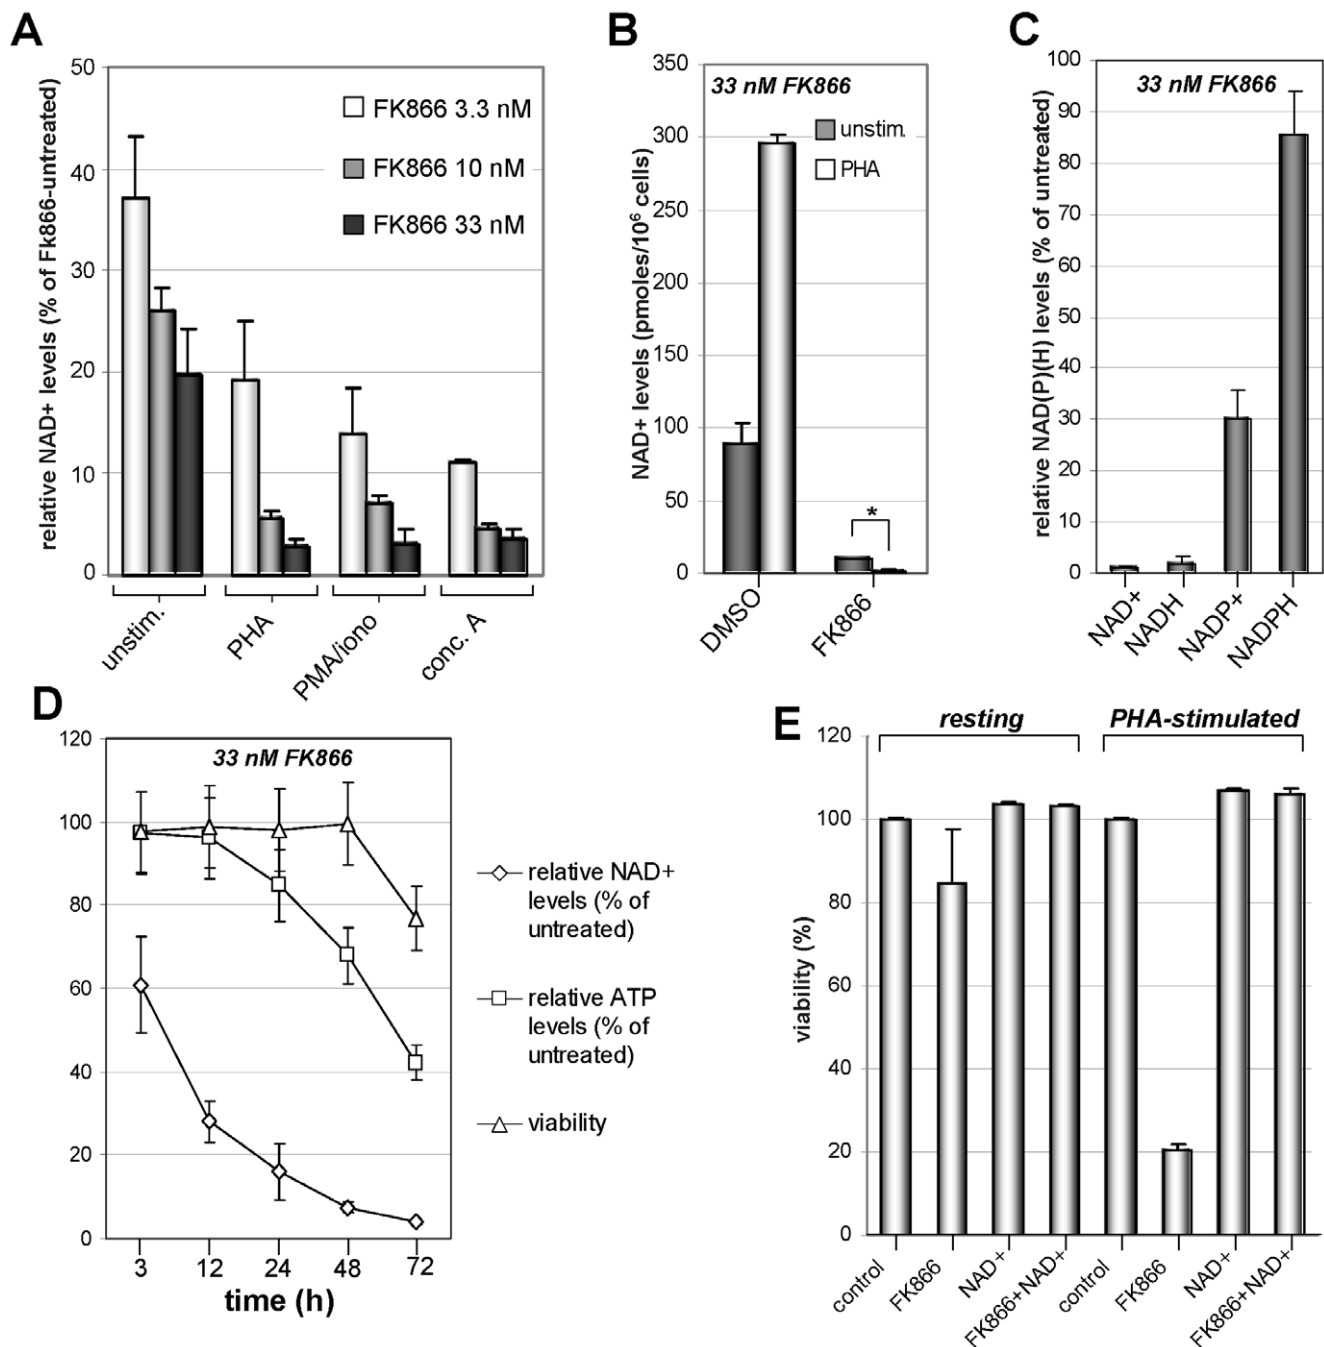 A
relative NAD+ levels (% of Fk866-untreated)
50
40
30
20
10
0
FK866 3.3 nM
FK866 10 nM
FK866 33 nM
unstim.
PHA
PMA/iono
conc. A
B
NAD+ levels (pmoles/10⁶ cells)
350
300
250
200
150
100
50
0
33 nM FK866
unstim.
PHA
*
DMSO
FK866
C
relative NAD(P)(H) levels (% of untreated)
100
90
80
70
60
50
40
30
20
10
0
33 nM FK866
NAD+
NADH
NADP+
NADPH
D
120
100
80
60
40
20
0
33 nM FK866
3
12
24
48
72
time (h)
relative NAD+
levels (% of
untreated)
relative ATP
levels (% of
untreated)
viability
E
resting
PHA-stimulated
viability (%)
120
100
80
60
40
20
0
control
FK866
NAD+
FK866+NAD+
control
FK866
NAD+
FK866+NAD+